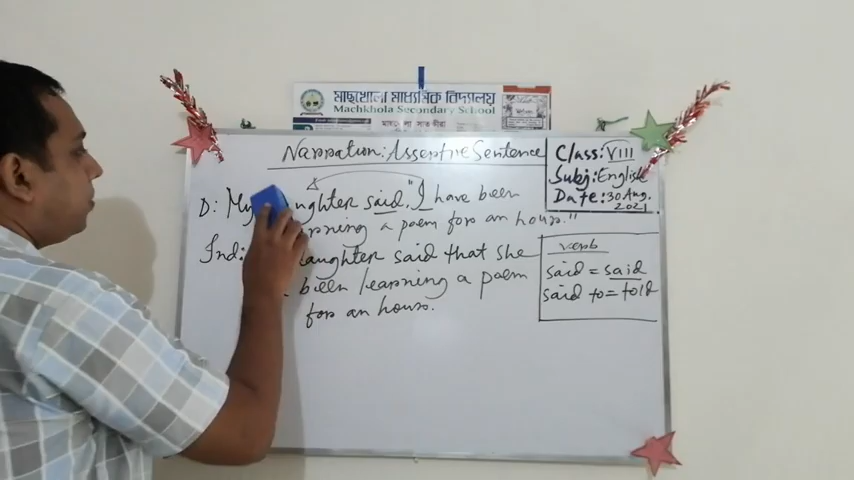 মাছখোলা মাধ্যমিক বিদ্যালয়
Machkhola Secondary School
Narration: Assertive Sentence
Class: VIII
Subj: English
Date: 30 Aug. 2021
D: My daughter said, "I have been
learning a poem for an hour."
Ind: daughter said that she
been learning a poem
for an hour.
verb
said = said
said to = told